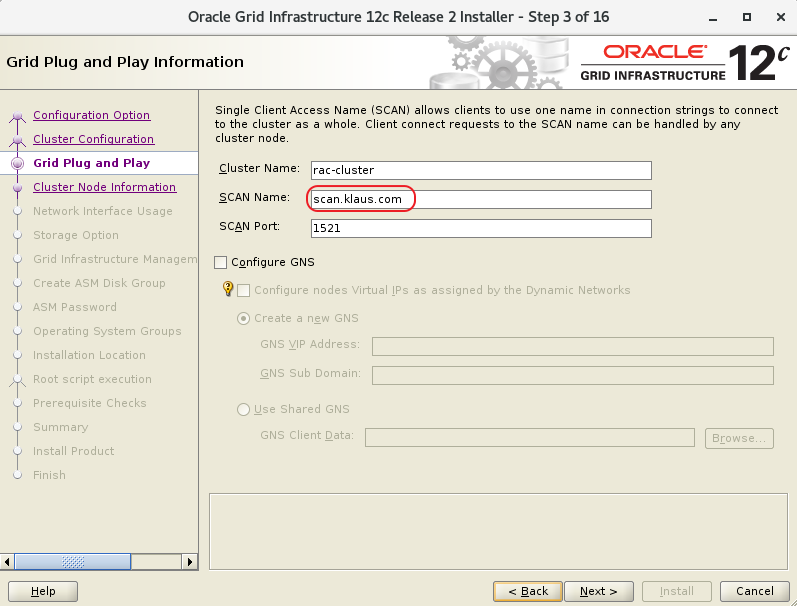 Oracle Grid Infrastructure 12c Release 2 Installer - Step 3 of 16
Grid Plug and Play Information
ORACLE
GRID INFRASTRUCTURE
12c
Configuration Option
Cluster Configuration
Grid Plug and Play
Cluster Node Information
Network Interface Usage
Storage Option
Grid Infrastructure Managem
Create ASM Disk Group
ASM Password
Operating System Groups
Installation Location
Root script execution
Prerequisite Checks
Summary
Install Product
Finish
Single Client Access Name (SCAN) allows clients to use one name in connection strings to connect
to the cluster as a whole. Client connect requests to the SCAN name can be handled by any
cluster node.
Cluster Name: rac-cluster
SCAN Name: scan.klaus.com
SCAN Port: 1521
Configure GNS
Configure nodes Virtual IPs as assigned by the Dynamic Networks
Create a new GNS
GNS VIP Address:
GNS Sub Domain:
Use Shared GNS
GNS Client Data: Browse...
Help < Back Next > Install Cancel